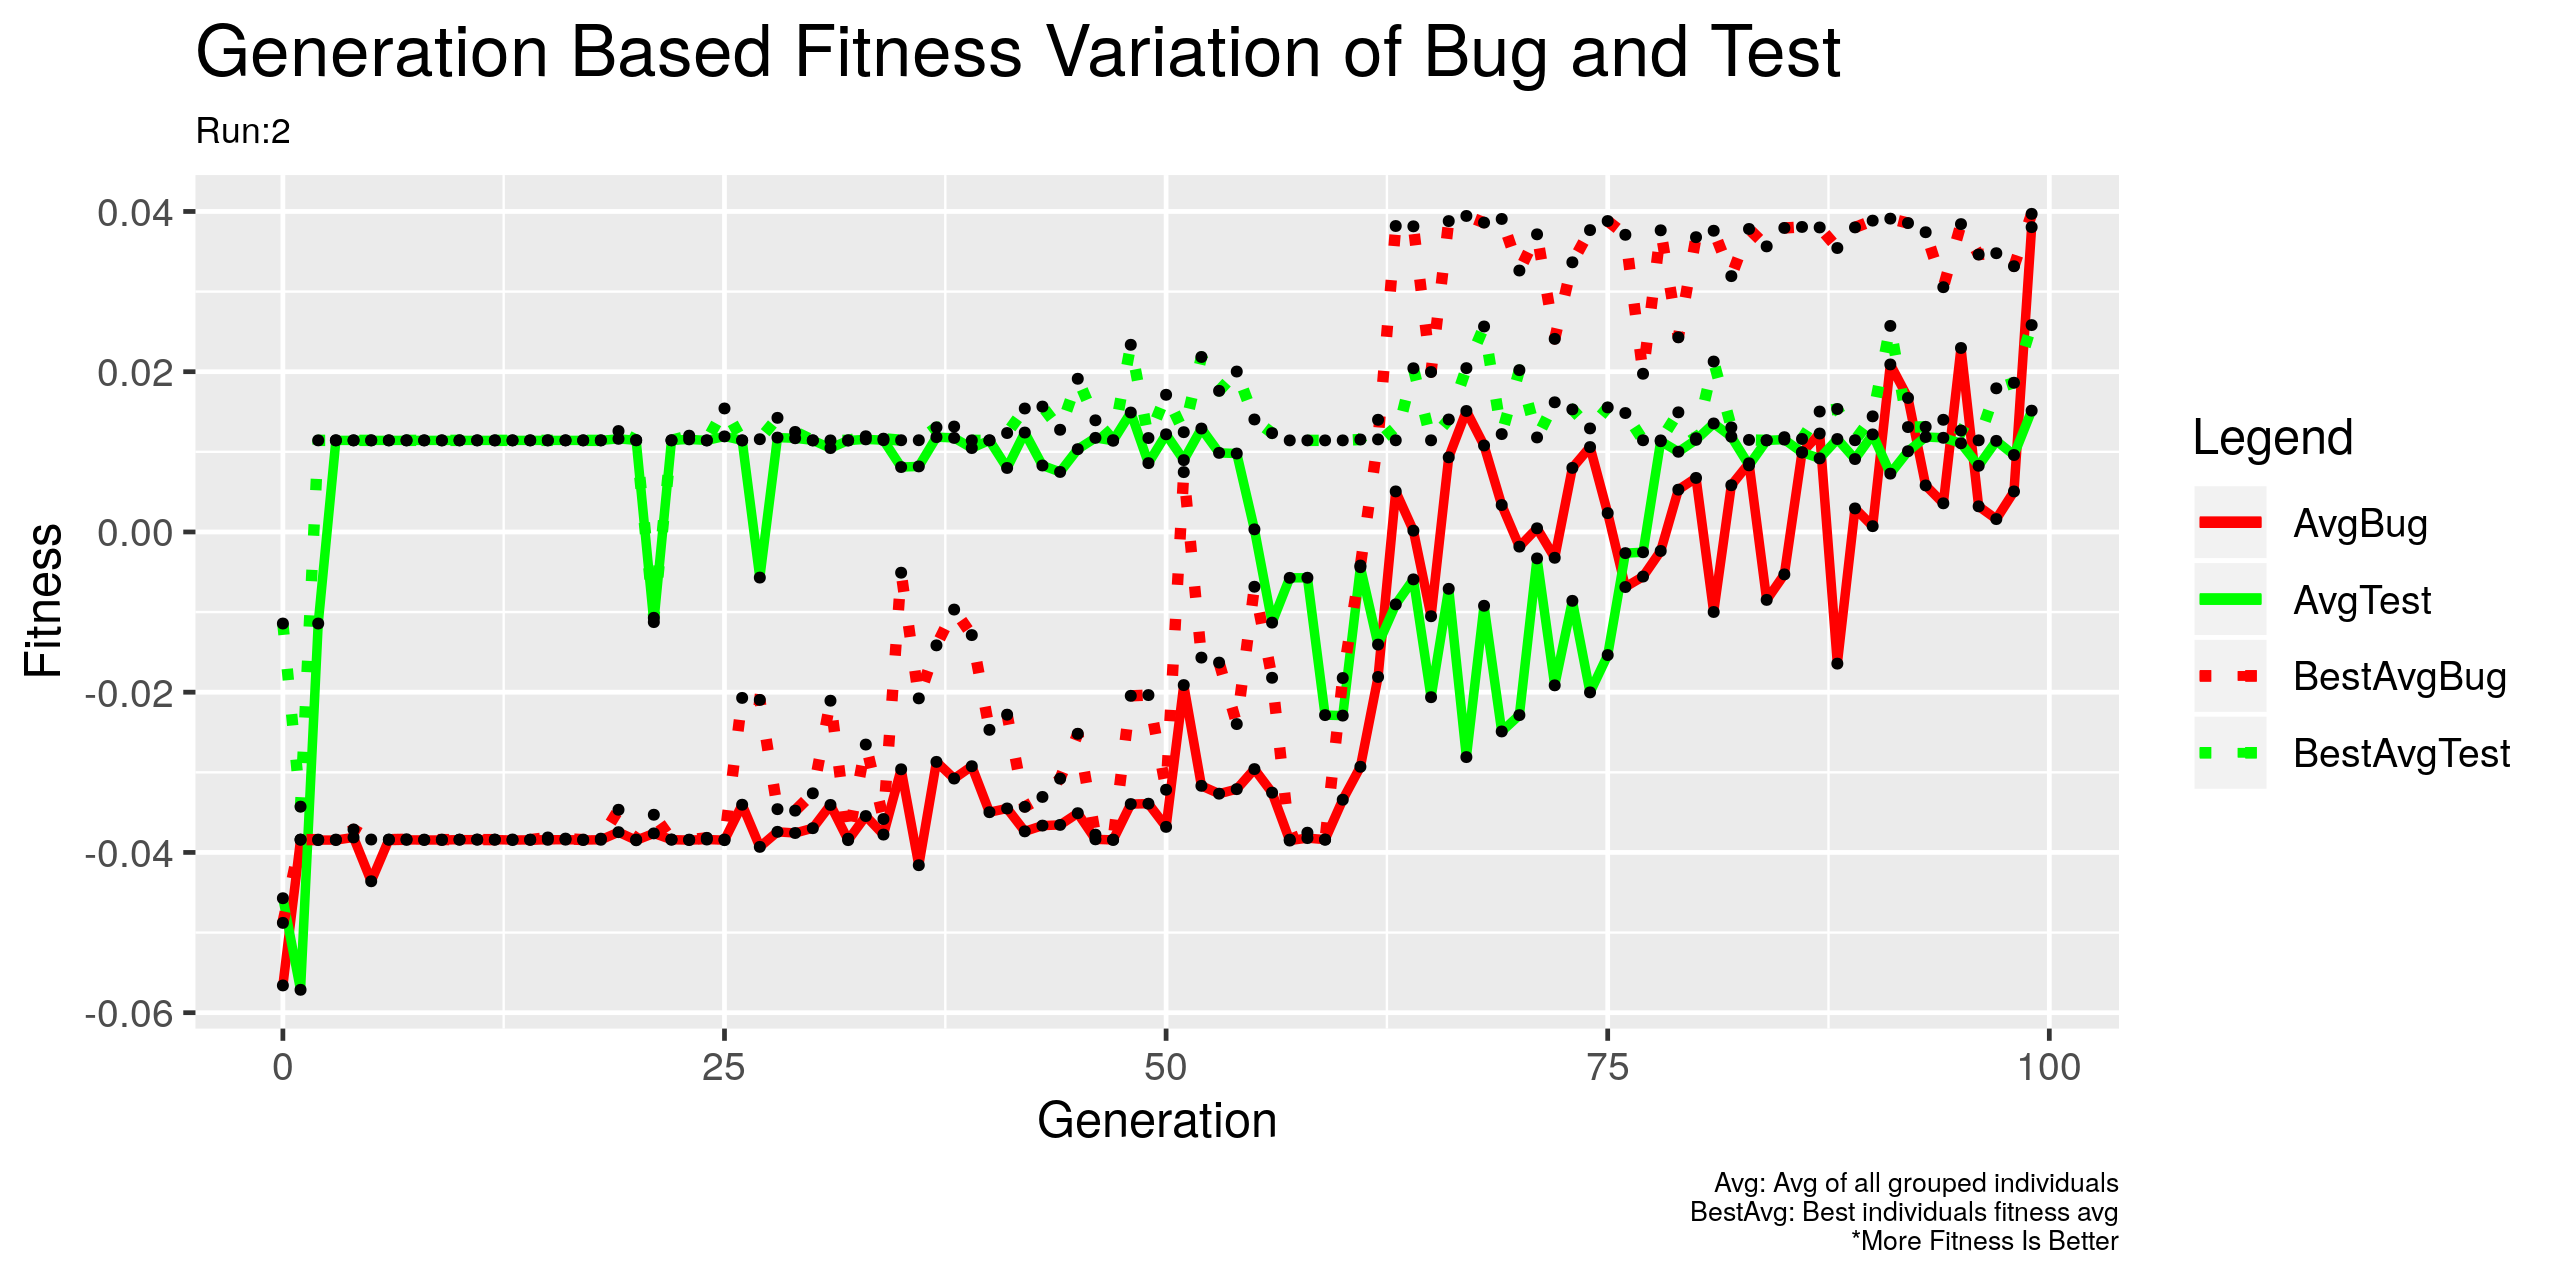 Generation Based Fitness Variation of Bug and Test
Run:2
0.04
0.02
0.00
-0.02
-0.04
-0.06
Fitness
0 25 50 75 100
Generation
Legend
AvgBug
AvgTest
BestAvgBug
BestAvgTest
Avg: Avg of all grouped individuals
BestAvg: Best individuals fitness avg
*More Fitness Is Better